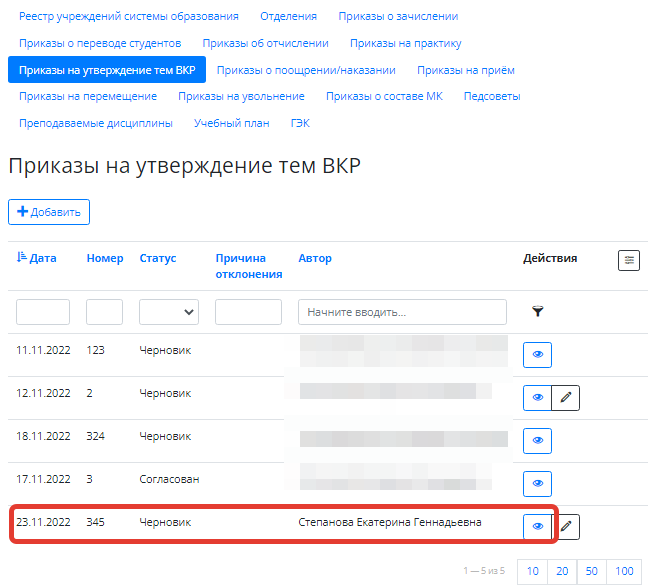 Реестр учреждений системы образования Отделения Приказы о зачислении
Приказы о переводе студентов Приказы об отчислении Приказы на практику
Приказы на утверждение тем ВКР Приказы о поощрении/наказании Приказы на приём
Приказы на перемещение Приказы на увольнение Приказы о составе МК Педсоветы
Преподаваемые дисциплины Учебный план ГЭК
Приказы на утверждение тем ВКР
Добавить
Дата Номер Статус Причина отклонения Автор Действия
Начните вводить...
11.11.2022 123 Черновик
12.11.2022 2 Черновик
18.11.2022 324 Черновик
17.11.2022 3 Согласован
23.11.2022 345 Черновик Степанова Екатерина Геннадьевна
1 — 5 из 5 10 20 50 100